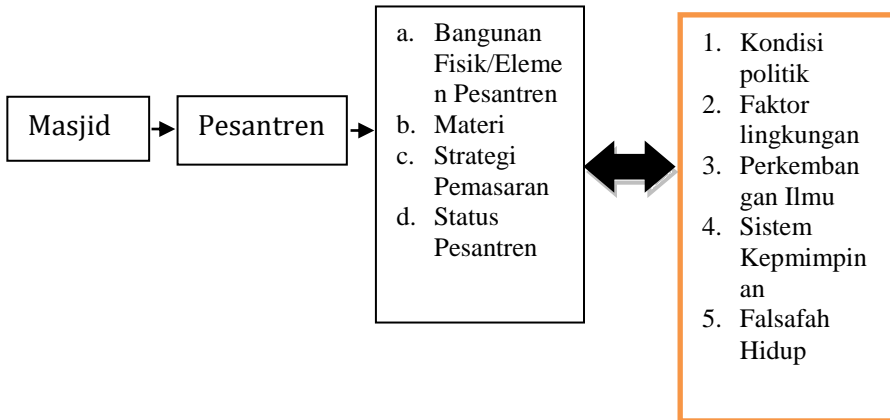 Masjid
Pesantren
a. Bangunan
Fisik/Eleme
n Pesantren
b. Materi
c. Strategi
Pemasaran
d. Status
Pesantren
1. Kondisi
politik
2. Faktor
lingkungan
3. Perkemban
gan Ilmu
4. Sistem
Kepmimpin
an
5. Falsafah
Hidup